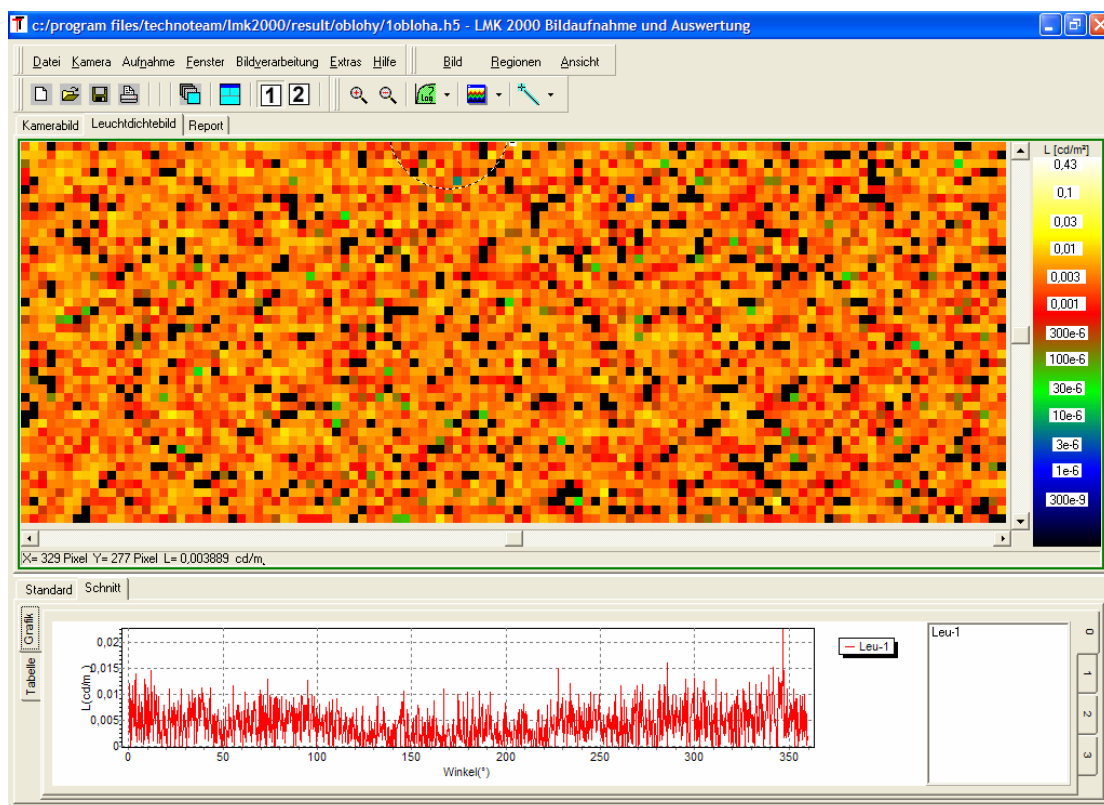 c:/program files/technoteam/lmk2000/result/oblohy/1obloha.h5 - LMK 2000 Bildaufnahme und Auswertung
Datei Kamera Aufnahme Fenster Bildverarbeitung Extras Hilfe Bild Regionen Ansicht
1 2 log
Kamerabild Leuchtdichtebild Report
L [cd/m²]
0,43
0,1
0,03
0,01
0,003
0,001
300e-6
100e-6
30e-6
10e-6
3e-6
1e-6
300e-9
X= 329 Pixel Y= 277 Pixel L= 0,003889 cd/m
Standard Schnitt
Grafik
Tabelle
L(cd/m )
0,02
0,015
0,01
0,005
0
0 50 100 150 200 250 300 350
Winkel(°)
Leu-1
Leu-1
0
1
2
3